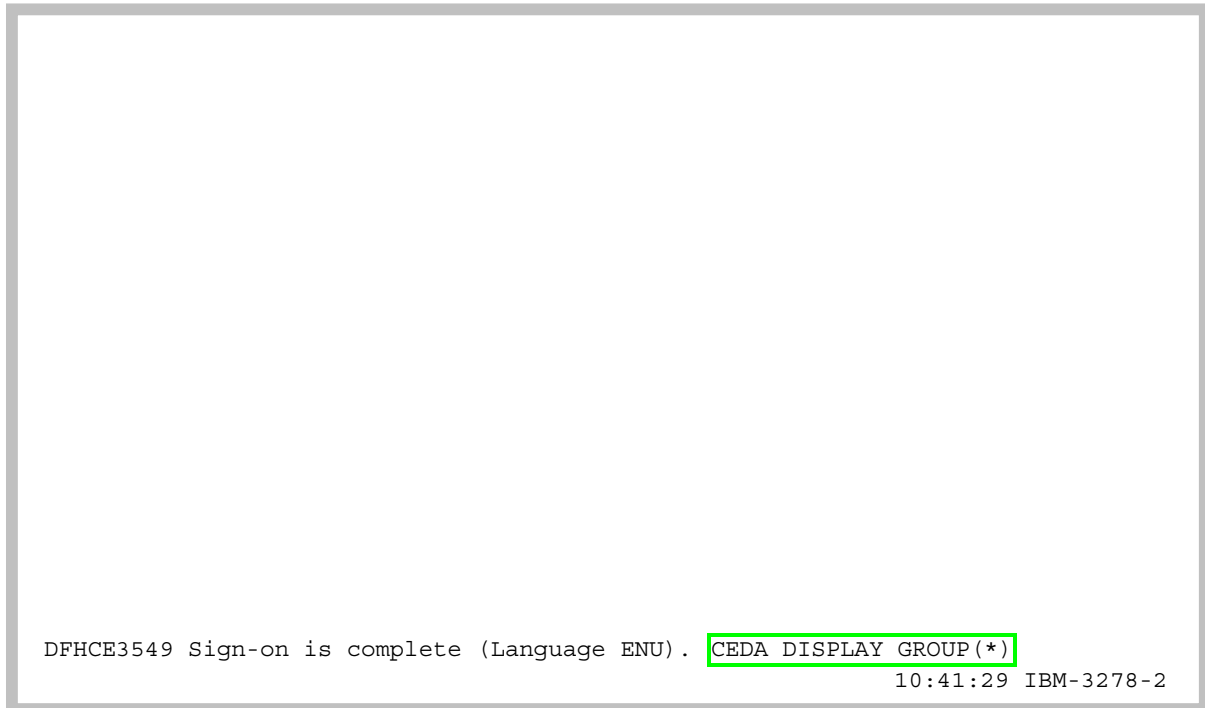 DFHCE3549 Sign-on is complete (Language ENU). CEDA DISPLAY GROUP(*)
10:41:29 IBM-3278-2